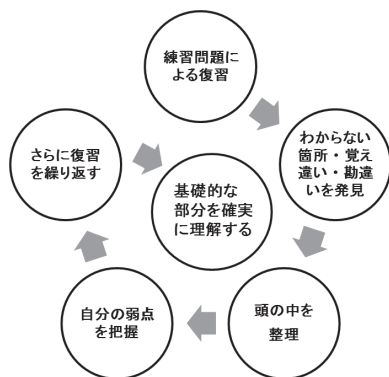 練習問題に
よる復習
わからない
箇所・覚え
違い・勘違
いを発見
頭の中を
整理
自分の弱点
を把握
さらに復習
を繰り返す
基礎的な
部分を確実
に理解する